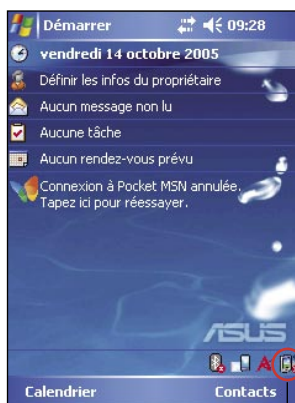 Démarrer 09:28
vendredi 14 octobre 2005
Définir les infos du propriétaire
Aucun message non lu
Aucune tâche
Aucun rendez-vous prévu
Connexion à Pocket MSN annulée.
Tapez ici pour réessayer.
ASUS
Calendrier Contacts